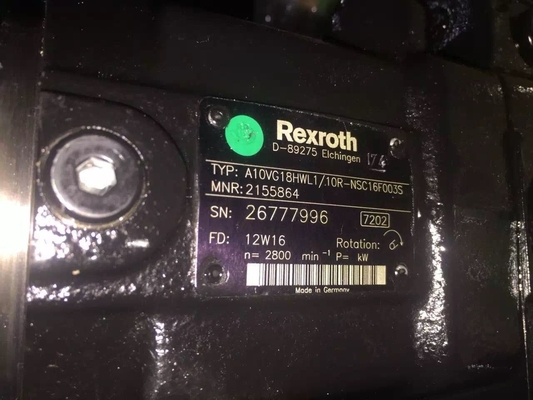 Rexroth
D-89275 Elchingen 174
TYP: A10VG18HWL1/10R-NSC16F003S
MNR: 2155864
SN: 26777996 7202
FD: 12W16 Rotation:
n= 2800 min⁻¹ P= kW
Made in Germany